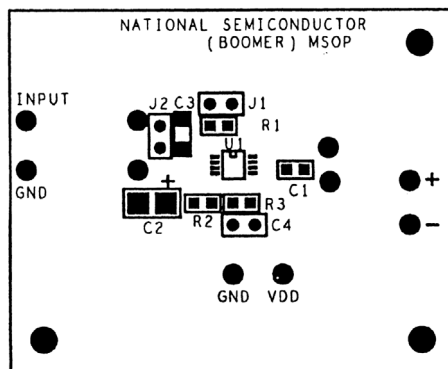 NATIONAL SEMICONDUCTOR
(BOOMER) MSOP
INPUT
J2
C3
J1
R1
U1
GND
+
C1
+
R3
R2
C4
C2
-
GND VDD